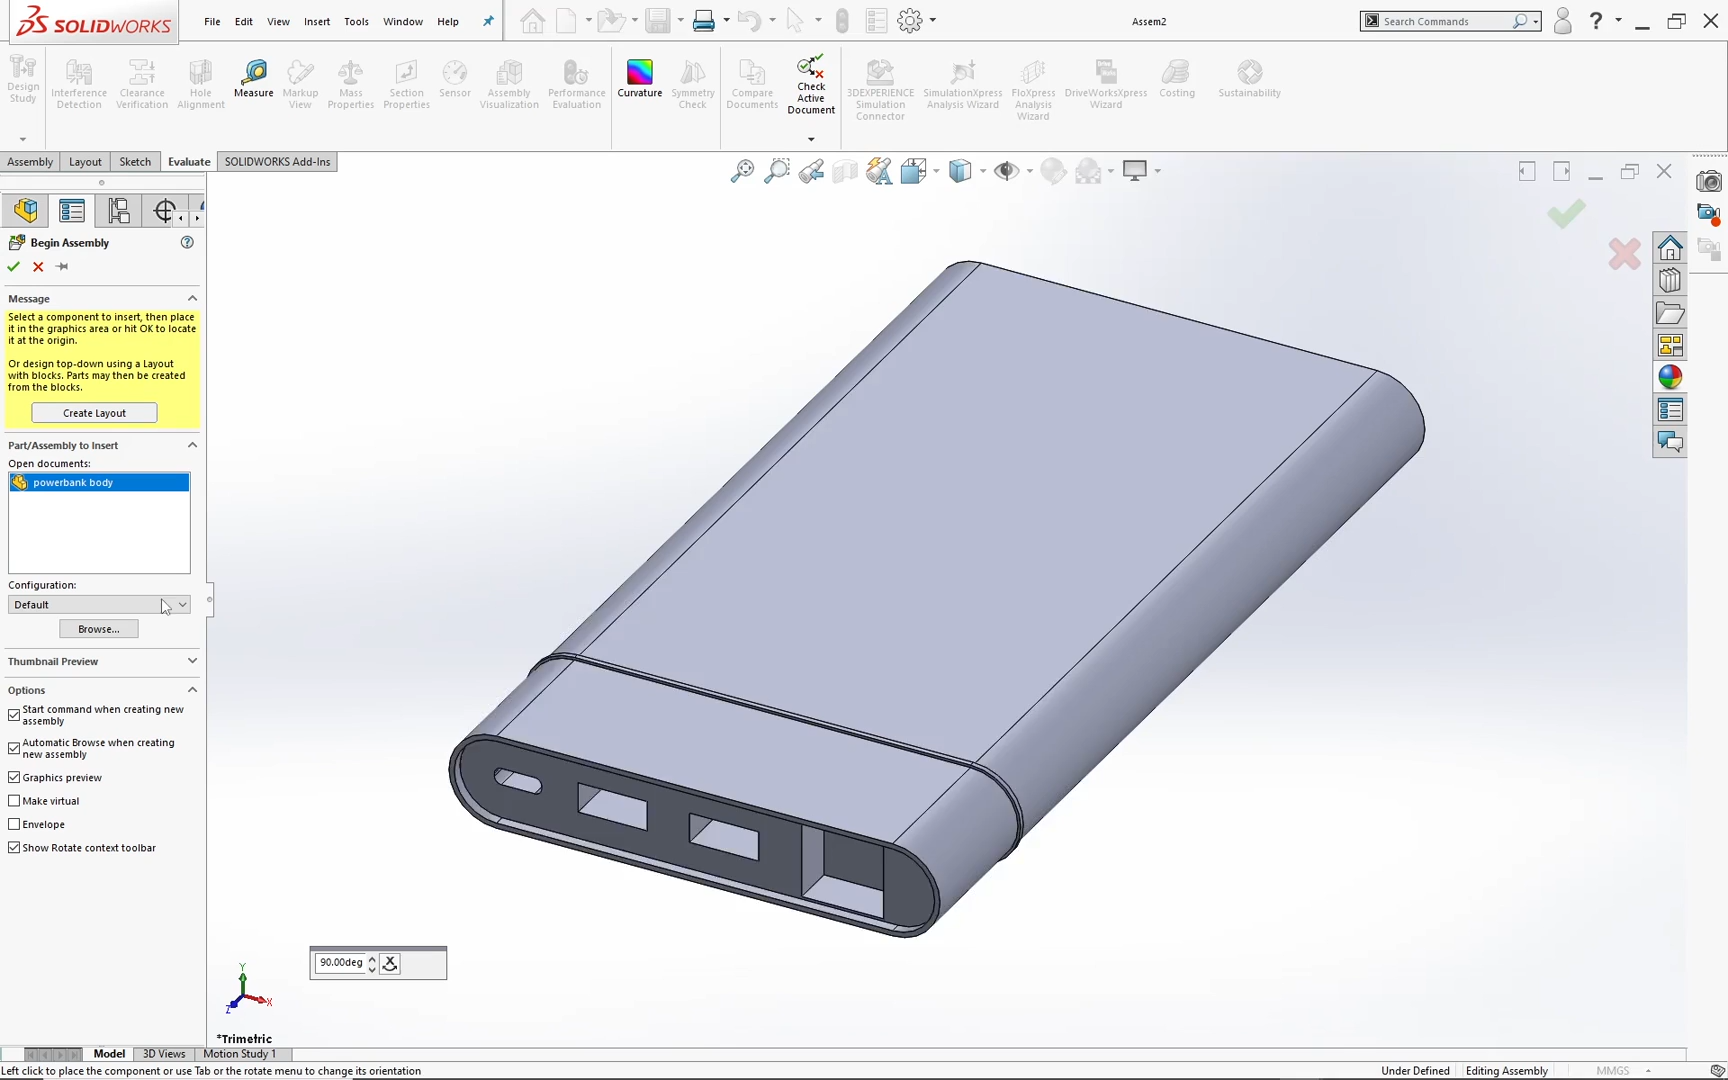 SOLIDWORKS
File Edit View Insert Tools Window Help
Assem2
Search Commands
Design Study
Interference Detection
Clearance Verification
Hole Alignment
Measure
Markup View
Mass Properties
Section Properties
Sensor
Assembly Visualization
Performance Evaluation
Curvature
Symmetry Check
Compare Documents
Check Active Document
3DEXPERIENCE Simulation Connector
SimulationXpress Analysis Wizard
FloXpress Analysis Wizard
DriveWorksXpress Wizard
Costing
Sustainability
Assembly Layout Sketch Evaluate SOLIDWORKS Add-Ins
Begin Assembly
Message
Select a component to insert, then place
it in the graphics area or hit OK to locate
it at the origin.
Or design top-down using a Layout
with blocks. Parts may then be created
from the blocks.
Create Layout
Part/Assembly to Insert
Open documents:
powerbank body
Configuration:
Default
Browse...
Thumbnail Preview
Options
Start command when creating new
assembly
Automatic Browse when creating
new assembly
Graphics preview
Make virtual
Envelope
Show Rotate context toolbar
90.00deg
Y
X
Z
*Trimetric
Model 3D Views Motion Study 1
Left click to place the component or use Tab or the rotate menu to change its orientation
Under Defined Editing Assembly MMGS